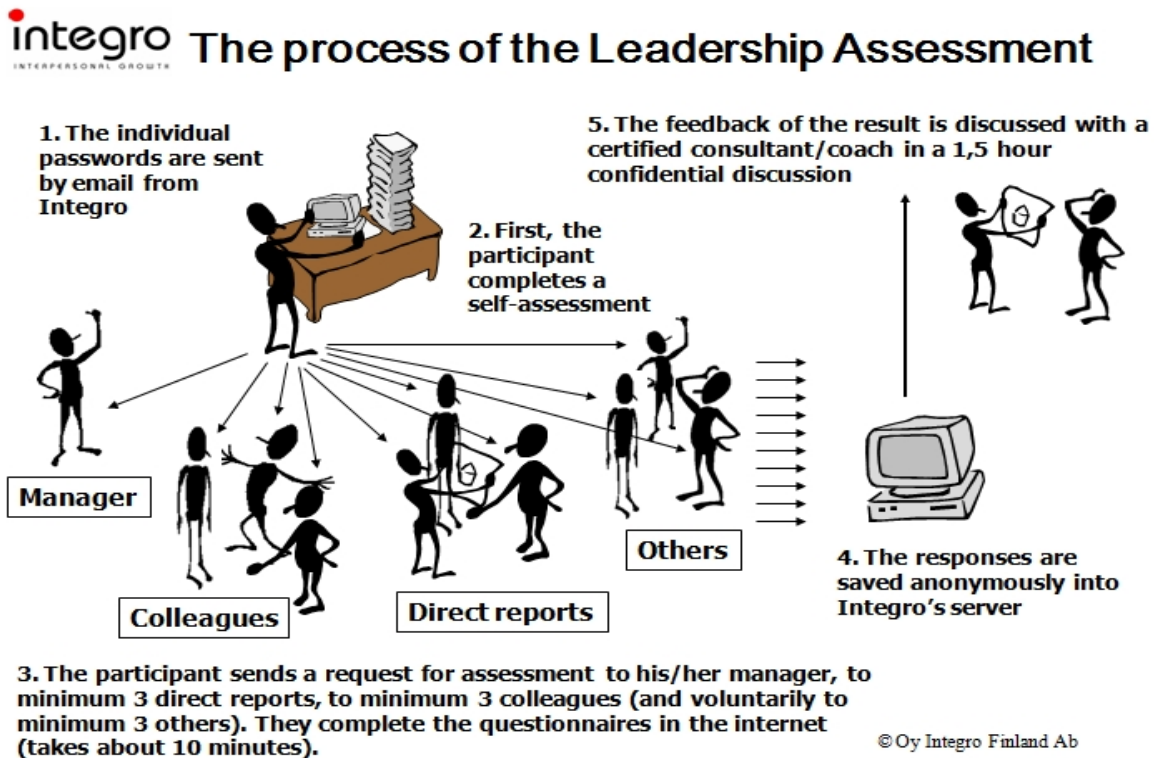 integro
INTERPERSONAL GROWTH
The process of the Leadership Assessment
1. The individual
passwords are sent
by email from
Integro
2. First, the
participant
completes a
self-assessment
5. The feedback of the result is discussed with a
certified consultant/coach in a 1,5 hour
confidential discussion
Manager
Colleagues
Direct reports
Others
4. The responses are
saved anonymously into
Integro's server
3. The participant sends a request for assessment to his/her manager, to
minimum 3 direct reports, to minimum 3 colleagues (and voluntarily to
minimum 3 others). They complete the questionnaires in the internet
(takes about 10 minutes).
© Oy Integro Finland Ab